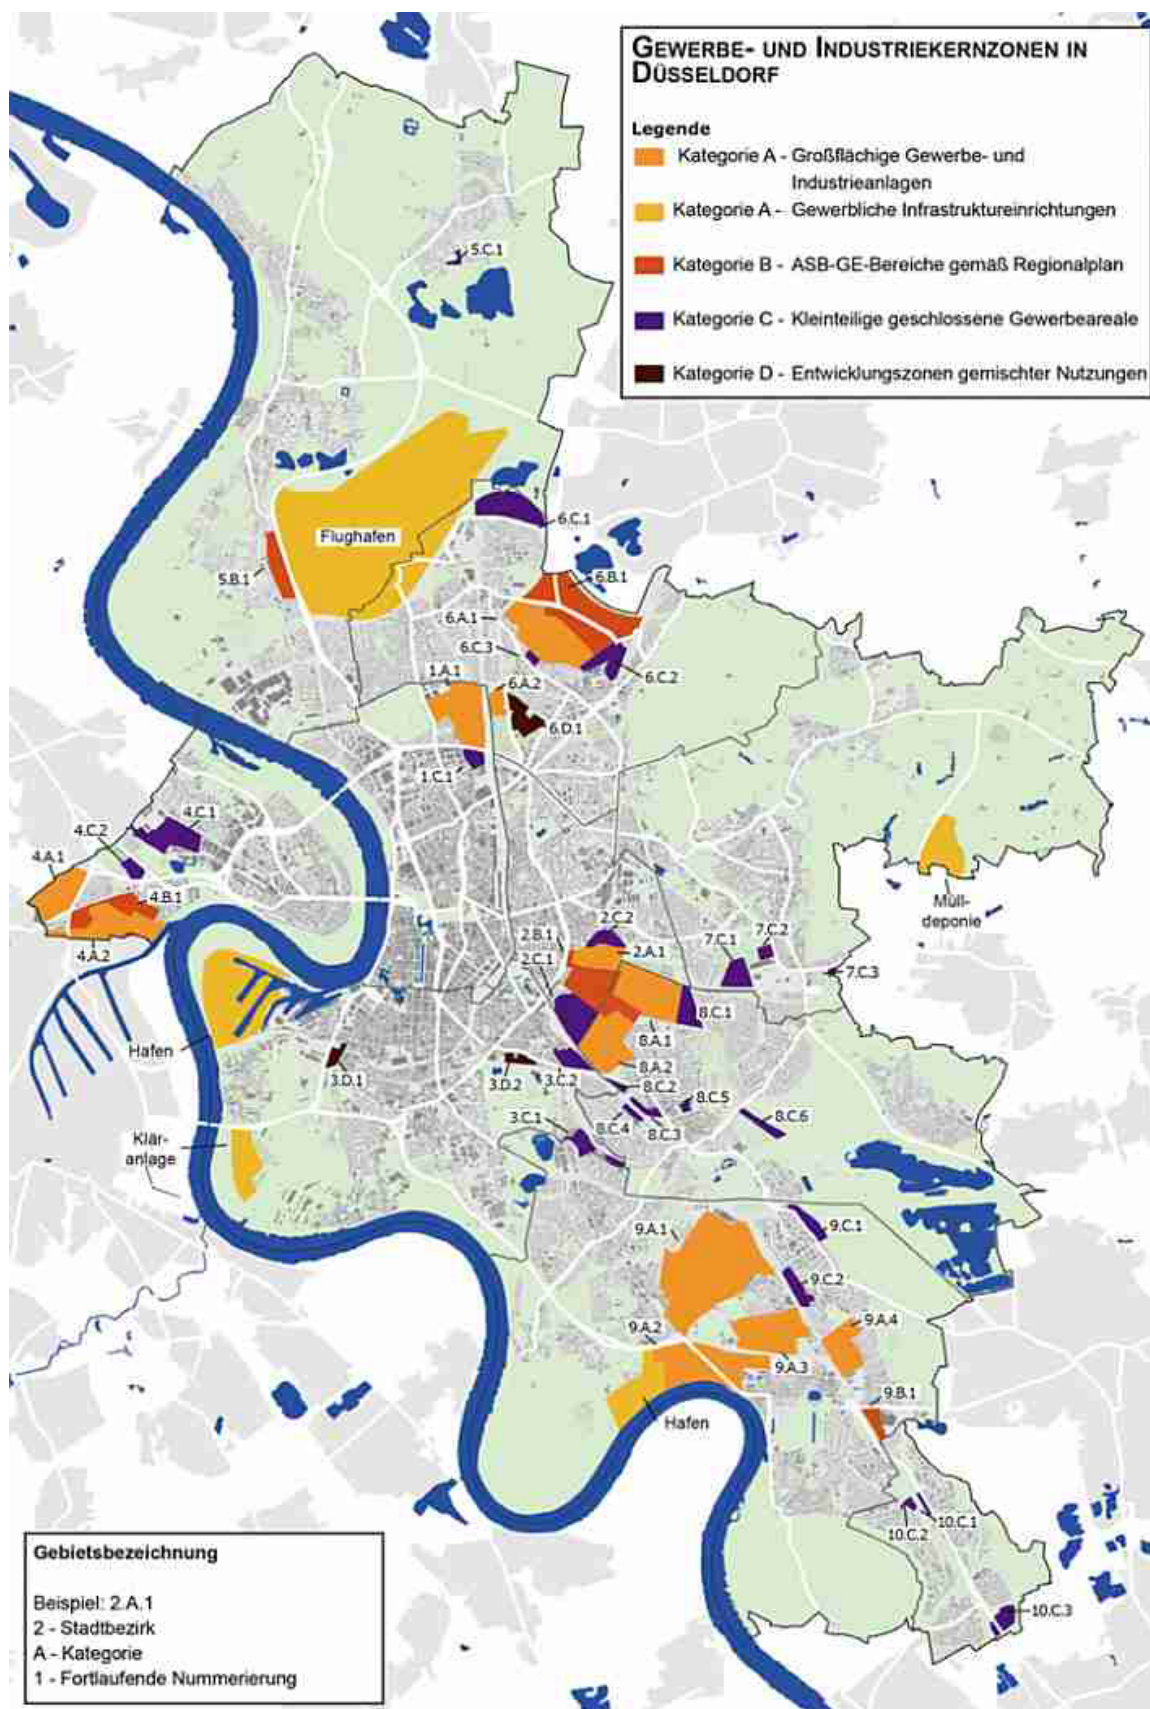 GEWERBE- UND INDUSTRIEKERNZONEN IN
DÜSSELDORF
Legende
Kategorie A - Großflächige Gewerbe- und
Industrieanlagen
Kategorie A - Gewerbliche Infrastruktureinrichtungen
Kategorie B - ASB-GE-Bereiche gemäß Regionalplan
Kategorie C - Kleinteilige geschlossene Gewerbeareale
Kategorie D - Entwicklungszonen gemischter Nutzungen
5.C.1
6.C.1
Flughafen
5.B.1
6.B.1
6.A.1
6.C.3
6.C.2
1.A.1
6.A.2
6.D.1
1.C.1
4.C.1
4.C.2
4.A.1
4.B.1
4.A.2
Müll-
deponie
2.C.2
2.B.1
2.A.1
2.C.1
7.C.1
7.C.2
7.C.3
8.C.1
8.A.1
8.A.2
Hafen
3.D.1
3.D.2
3.C.2
8.C.2
8.C.5
8.C.4
8.C.3
8.C.6
3.C.1
Klär-
anlage
9.A.1
9.C.1
9.C.2
9.A.2
9.A.4
9.A.3
9.B.1
Hafen
10.C.1
10.C.2
10.C.3
Gebietsbezeichnung
Beispiel: 2.A.1
2 - Stadtbezirk
A - Kategorie
1 - Fortlaufende Nummerierung